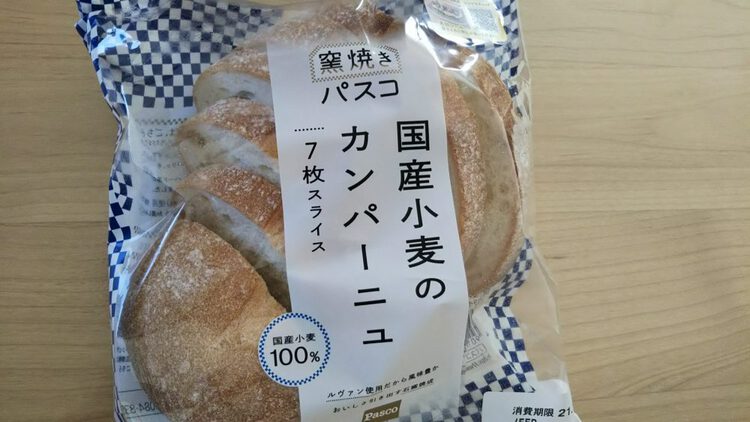 窯焼き
パスコ
国産小麦の
カンパーニュ
7枚スライス
国産小麦
100%
ルヴァン使用だから風味豊か
おいしさ引き出す石窯焼成
Pasco
消費期限 21.